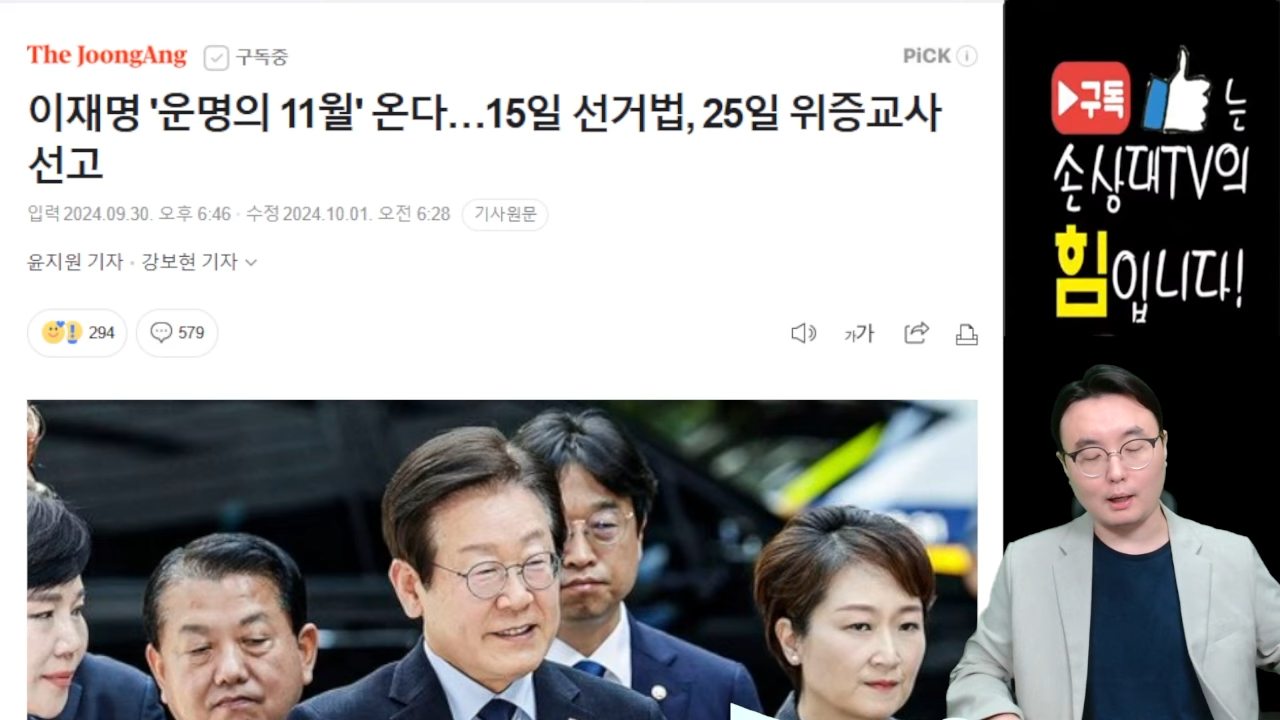 The JoongAng 구독중
PiCK i
이재명 '운명의 11월' 온다...15일 선거법, 25일 위증교사
선고
입력 2024.09.30. 오후 6:46 · 수정 2024.10.01. 오전 6:28 기사원문
윤지원 기자 · 강보현 기자
294 579
가가
구독 는
손상대TV의
힘입니다!